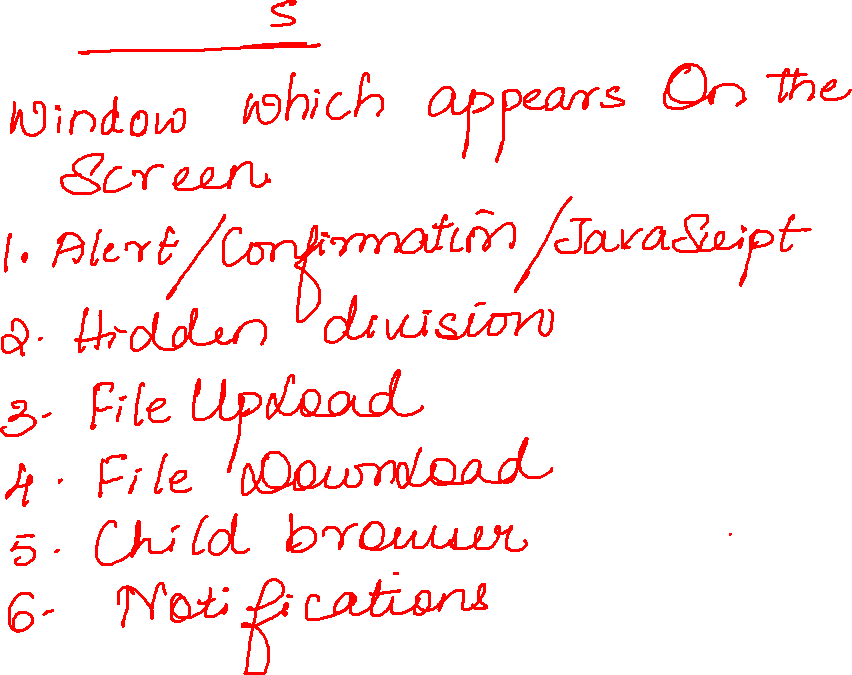 S
Window which appears On the
Screen
1. Alert/Confirmation/JavaScript
2. Hidden division
3- File Upload
4. File Download
5. Child browser
6- Notifications